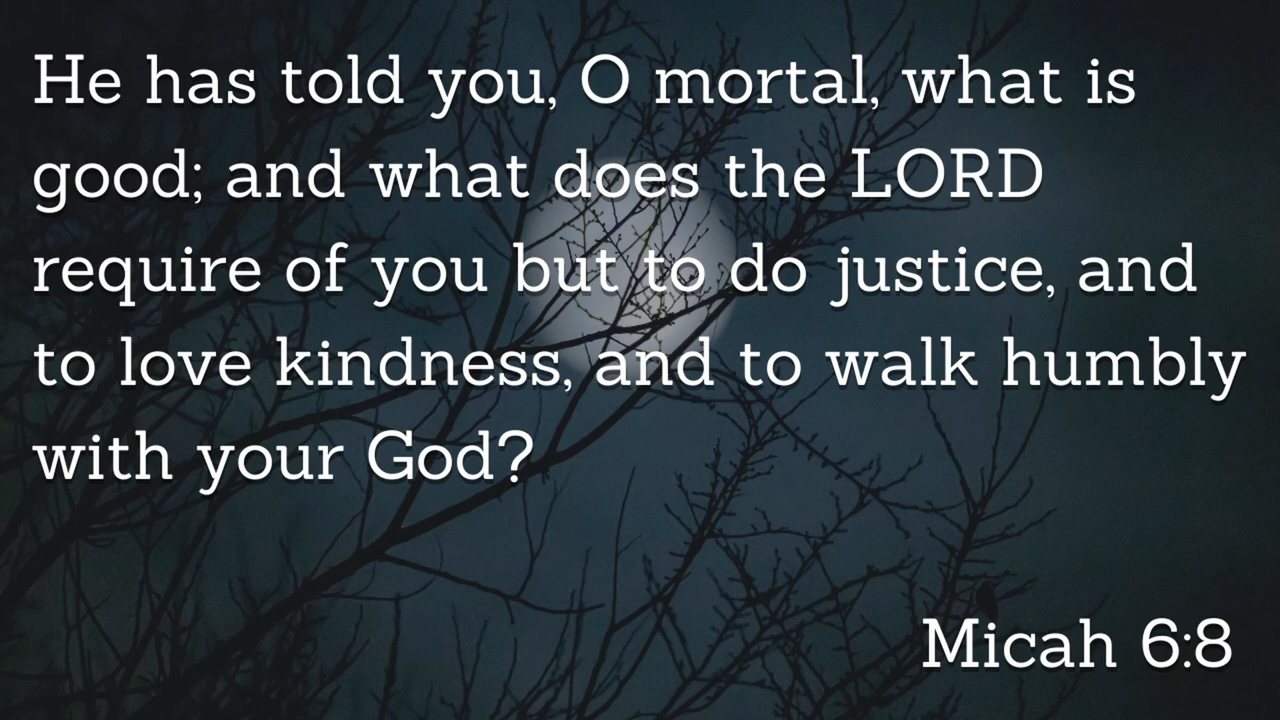 He has told you, O mortal, what is
good; and what does the LORD
require of you but to do justice, and
to love kindness, and to walk humbly
with your God?
Micah 6:8